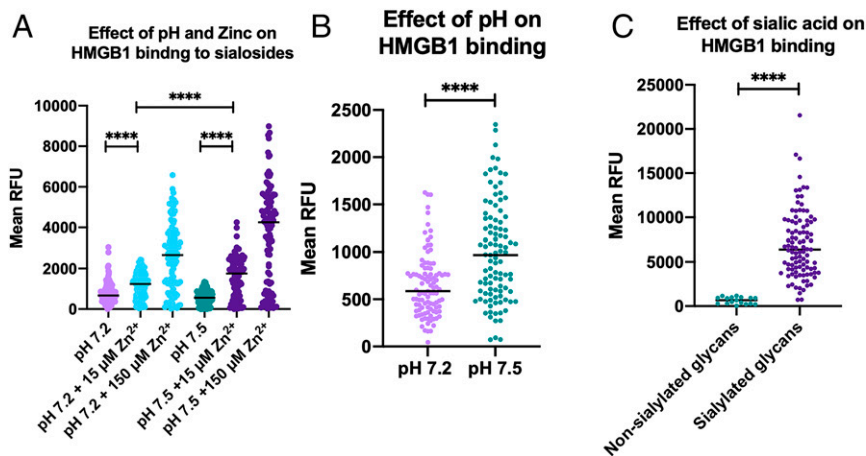 A
Effect of pH and Zinc on
HMGB1 bindng to sialosides
****
****
****
10000
8000
6000
4000
2000
0
Mean RFU
pH 7.2
pH 7.2 + 15 µM Zn²⁺
pH 7.2 + 150 µM Zn²⁺
pH 7.5
pH 7.5 +15 µM Zn²⁺
pH 7.5 +150 µM Zn²⁺
B
Effect of pH on
HMGB1 binding
****
2500
2000
1500
1000
500
0
Mean RFU
pH 7.2
pH 7.5
C
Effect of sialic acid on
HMGB1 binding
****
25000
20000
15000
10000
5000
0
Mean RFU
Non-sialylated glycans
Sialylated glycans